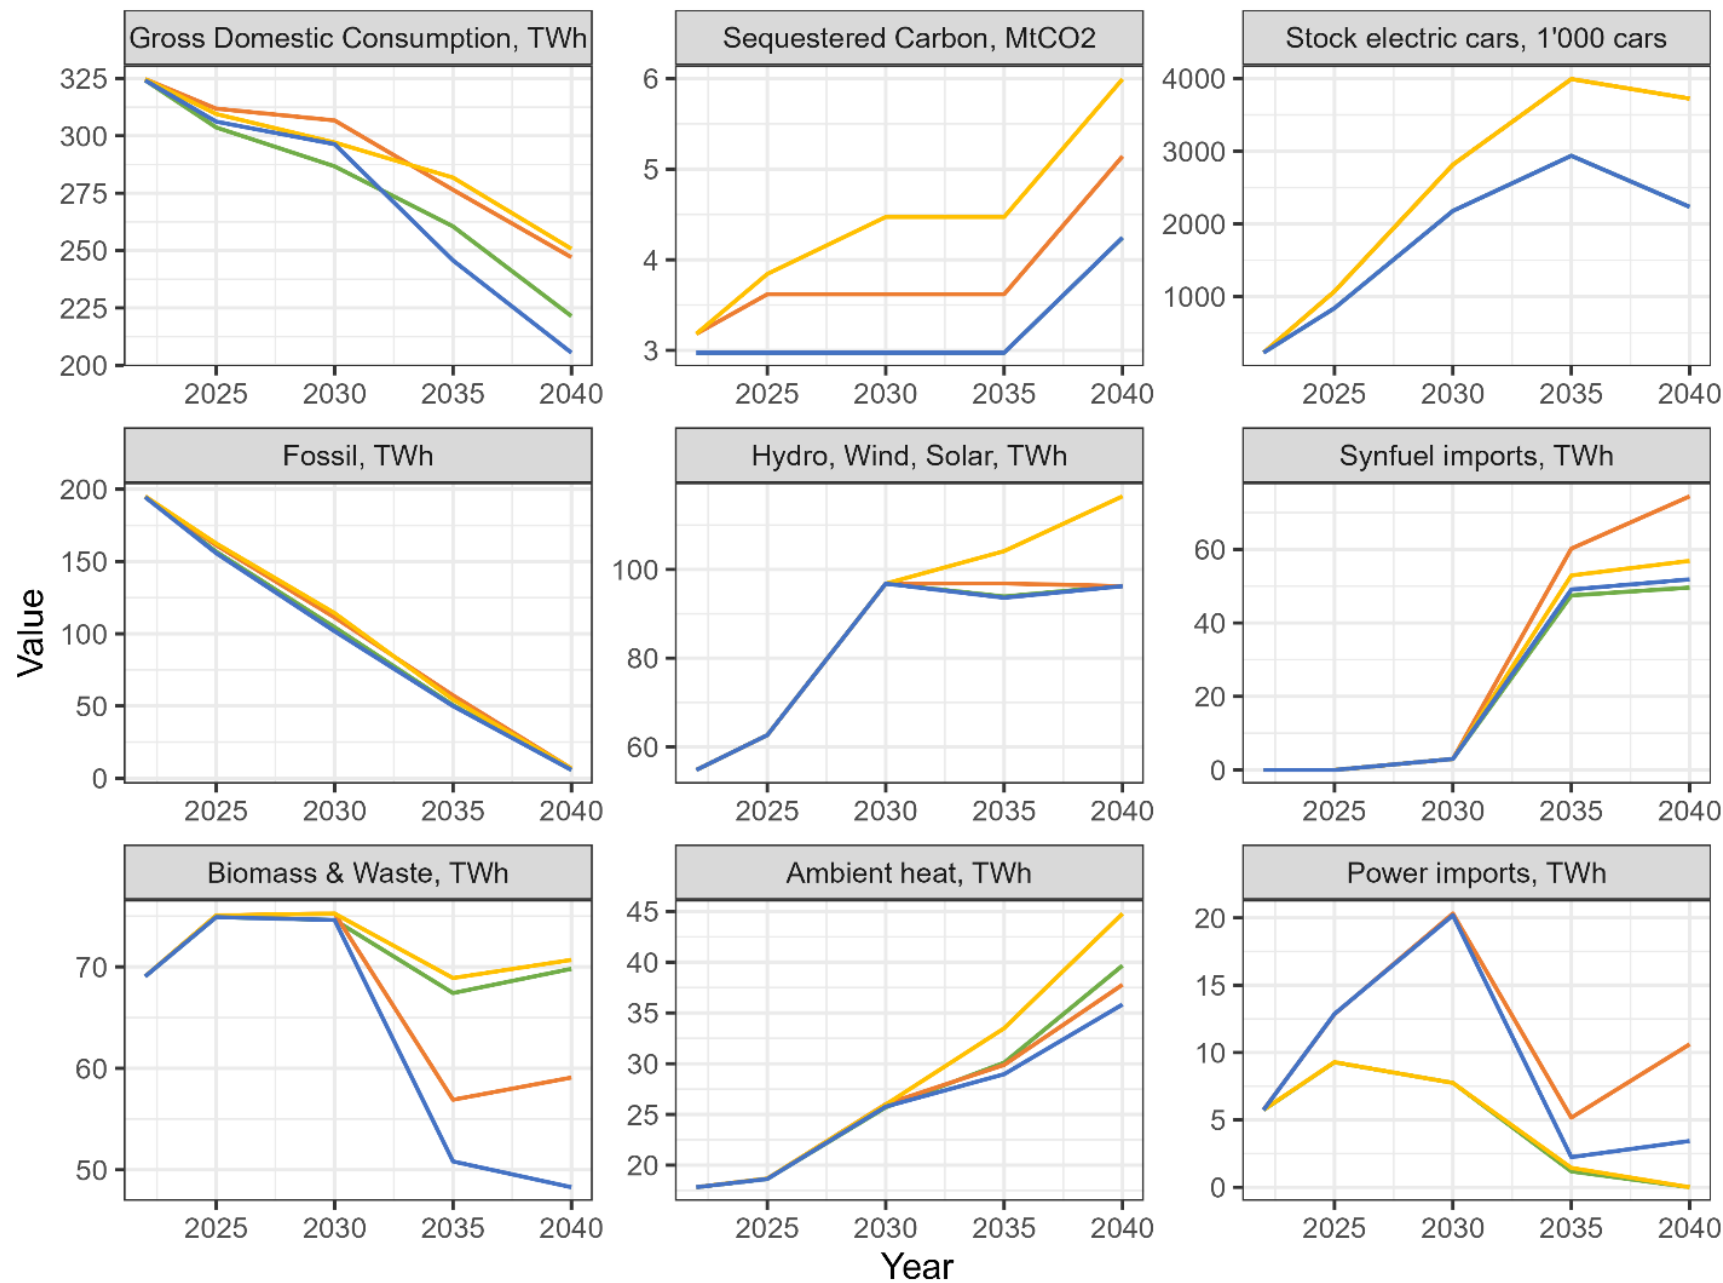 Gross Domestic Consumption, TWh
Sequestered Carbon, MtCO2
Stock electric cars, 1'000 cars
325
300
275
250
225
200
6
5
4
3
4000
3000
2000
1000
2025 2030 2035 2040
2025 2030 2035 2040
2025 2030 2035 2040
Fossil, TWh
Hydro, Wind, Solar, TWh
Synfuel imports, TWh
Value
200
150
100
50
0
100
80
60
60
40
20
0
2025 2030 2035 2040
2025 2030 2035 2040
2025 2030 2035 2040
Biomass & Waste, TWh
Ambient heat, TWh
Power imports, TWh
70
60
50
45
40
35
30
25
20
20
15
10
5
0
2025 2030 2035 2040
2025 2030 2035 2040
2025 2030 2035 2040
Year